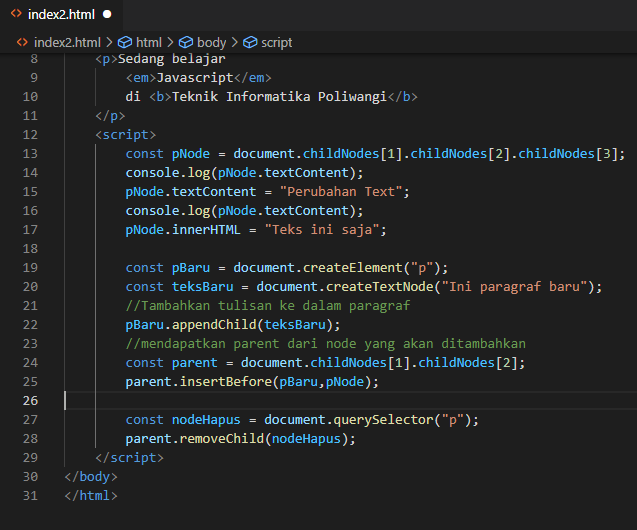 index2.html
index2.html > html > body > script
8 <p>Sedang belajar
9 <em>Javascript</em>
10 di <b>Teknik Informatika Poliwangi</b>
11 </p>
12 <script>
13 const pNode = document.childNodes[1].childNodes[2].childNodes[3];
14 console.log(pNode.textContent);
15 pNode.textContent = "Perubahan Text";
16 console.log(pNode.textContent);
17 pNode.innerHTML = "Teks ini saja";
18
19 const pBaru = document.createElement("p");
20 const teksBaru = document.createTextNode("Ini paragraf baru");
21 //Tambahkan tulisan ke dalam paragraf
22 pBaru.appendChild(teksBaru);
23 //mendapatkan parent dari node yang akan ditambahkan
24 const parent = document.childNodes[1].childNodes[2];
25 parent.insertBefore(pBaru,pNode);
26
27 const nodeHapus = document.querySelector("p");
28 parent.removeChild(nodeHapus);
29 </script>
30 </body>
31 </html>